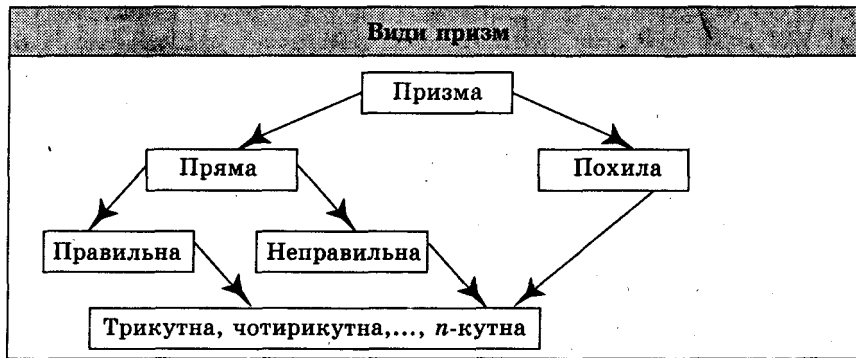 Види призм
Призма
Пряма
Похила
Правильна
Неправильна
Трикутна, чотирикутна,..., n-кутна